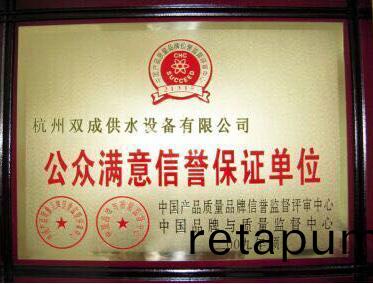 CHC
SUCCEED
杭州双成供水设备有限公司
公众满意信誉保证单位
中国产品质量品牌信誉监督评审中心
中国品牌与质量监督中心
retapum